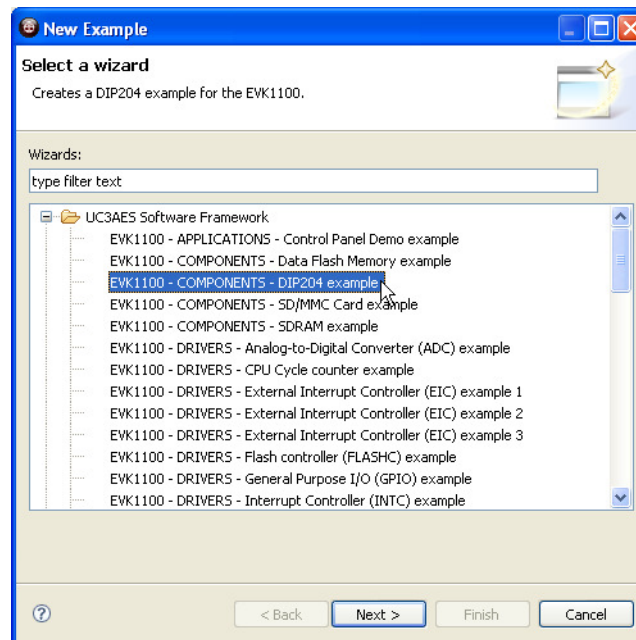 New Example
Select a wizard
Creates a DIP204 example for the EVK1100.
Wizards:
type filter text
UC3AES Software Framework
EVK1100 - APPLICATIONS - Control Panel Demo example
EVK1100 - COMPONENTS - Data Flash Memory example
EVK1100 - COMPONENTS - DIP204 example
EVK1100 - COMPONENTS - SD/MMC Card example
EVK1100 - COMPONENTS - SDRAM example
EVK1100 - DRIVERS - Analog-to-Digital Converter (ADC) example
EVK1100 - DRIVERS - CPU Cycle counter example
EVK1100 - DRIVERS - External Interrupt Controller (EIC) example 1
EVK1100 - DRIVERS - External Interrupt Controller (EIC) example 2
EVK1100 - DRIVERS - External Interrupt Controller (EIC) example 3
EVK1100 - DRIVERS - Flash controller (FLASHC) example
EVK1100 - DRIVERS - General Purpose I/O (GPIO) example
EVK1100 - DRIVERS - Interrupt Controller (INTC) example
? < Back Next > Finish Cancel